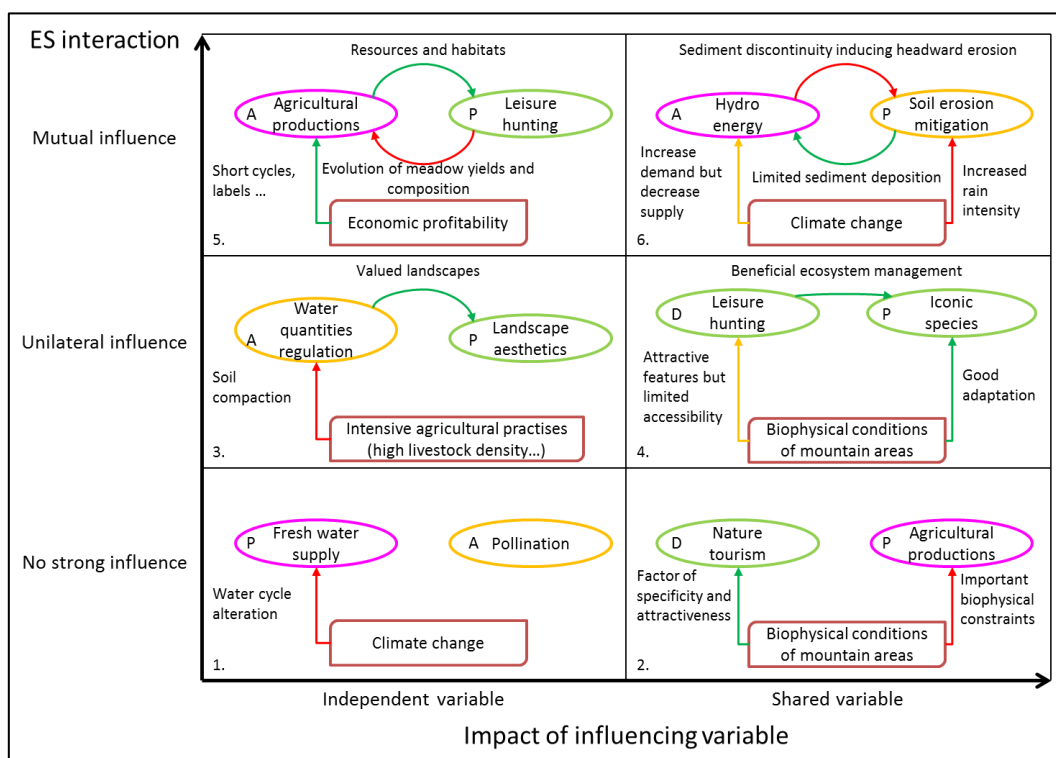 ES interaction
Mutual influence
Resources and habitats
A
Agricultural
productions
P
Leisure
hunting
Short cycles,
labels ...
Evolution of meadow yields and
composition
Economic profitability
5.
Sediment discontinuity inducing headward erosion
A
Hydro
energy
P
Soil erosion
mitigation
Increase
demand but
decrease
supply
Limited sediment deposition
Increased
rain
intensity
Climate change
6.
Unilateral influence
Valued landscapes
A
Water
quantities
regulation
P
Landscape
aesthetics
Soil
compaction
Intensive agricultural practises
(high livestock density...)
3.
Beneficial ecosystem management
D
Leisure
hunting
P
Iconic
species
Attractive
features but
limited
accessibility
Good
adaptation
Biophysical conditions
of mountain areas
4.
No strong influence
P
Fresh water
supply
A Pollination
Water cycle
alteration
Climate change
1.
D
Nature
tourism
P
Agricultural
productions
Factor of
specificity and
attractiveness
Important
biophysical
constraints
Biophysical conditions
of mountain areas
2.
Independent variable
Shared variable
Impact of influencing variable